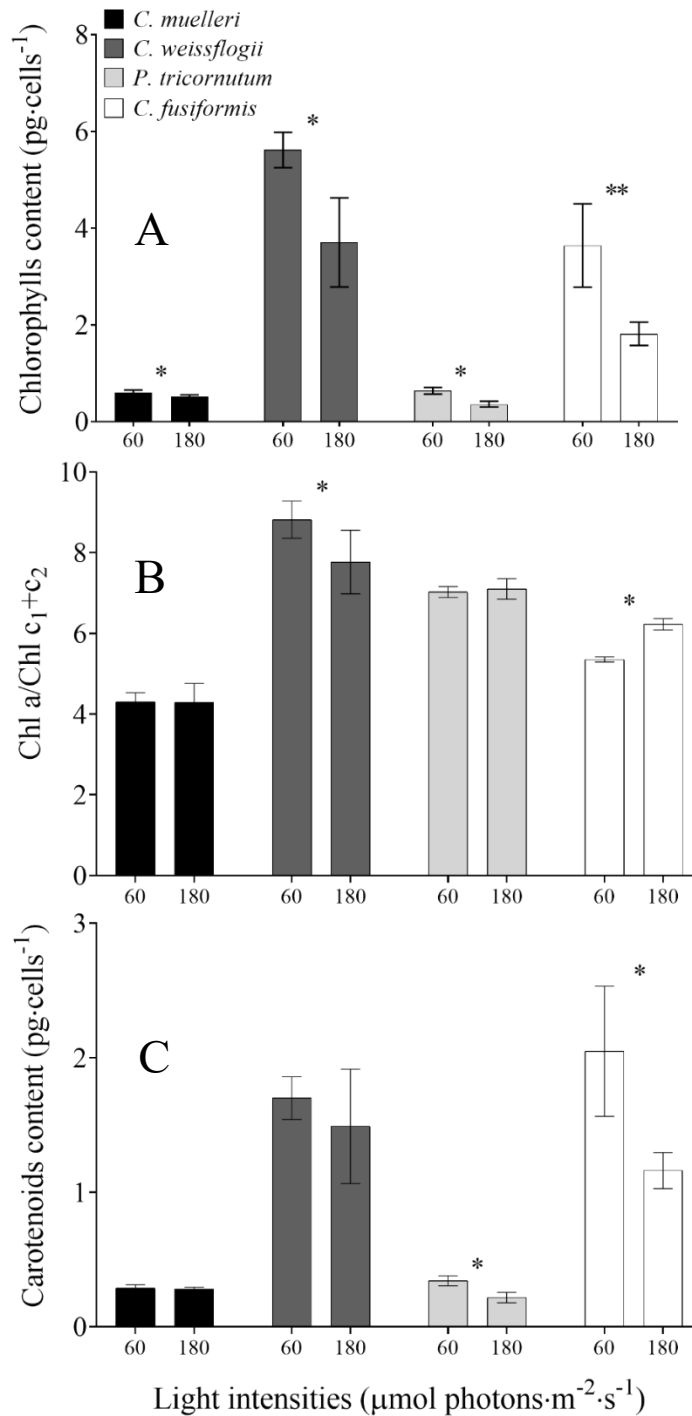 C. muelleri
C. weissflogii
P. tricornutum
C. fusiformis
Chlorophylls content (pg·cells⁻¹)
8
6
4
2
0
A
*
*
*
**
60 180 60 180 60 180 60 180
Chl a/Chl c₁+c₂
10
8
6
4
2
0
B
*
*
60 180 60 180 60 180 60 180
Carotenoids content (pg·cells⁻¹)
3
2
1
0
C
*
*
60 180 60 180 60 180 60 180
Light intensities (μmol photons·m⁻²·s⁻¹)